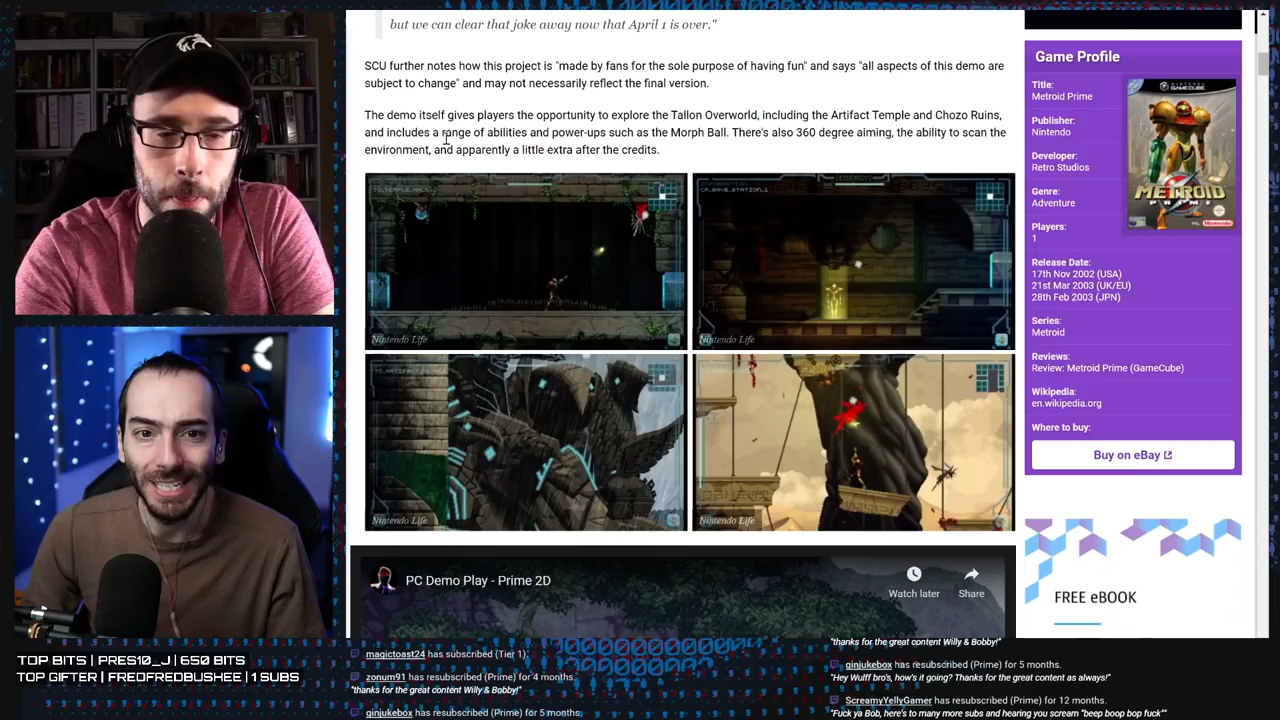 but we can clear that joke away now that April 1 is over."
SCU further notes how this project is "made by fans for the sole purpose of having fun" and says "all aspects of this demo are
subject to change" and may not necessarily reflect the final version.
The demo itself gives players the opportunity to explore the Tallon Overworld, including the Artifact Temple and Chozo Ruins,
and includes a range of abilities and power-ups such as the Morph Ball. There's also 360 degree aiming, the ability to scan the
environment, and apparently a little extra after the credits.
Nintendo Life
Nintendo Life
Nintendo Life
Nintendo Life
PC Demo Play - Prime 2D
Watch later
Share
Game Profile
Title:
Metroid Prime
Publisher:
Nintendo
Developer:
Retro Studios
Genre:
Adventure
Players:
1
Release Date:
17th Nov 2002 (USA)
21st Mar 2003 (UK/EU)
28th Feb 2003 (JPN)
Series:
Metroid
Reviews:
Review: Metroid Prime (GameCube)
Wikipedia:
en.wikipedia.org
Where to buy:
Buy on eBay
NINTENDO GAMECUBE
METROID
PRIME
Nintendo
FREE eBOOK
TOP BITS | PRES10_J | 650 BITS
TOP GIFTER | FREDFREDBUSHEE | 1 SUBS
magictoast24 has subscribed (Tier 1).
zonum91 has resubscribed (Prime) for 4 months.
"thanks for the great content Willy & Bobby!"
ginjukebox has resubscribed (Prime) for 5 months.
"thanks for the great content Willy & Bobby!"
ginjukebox has resubscribed (Prime) for 5 months.
"Hey Wulff bro's, how's it going? Thanks for the great content as always!"
ScreamyYellyGamer has resubscribed (Prime) for 12 months.
"Fuck ya Bob, here's to many more subs and hearing you scream "beep boop bop fuck""